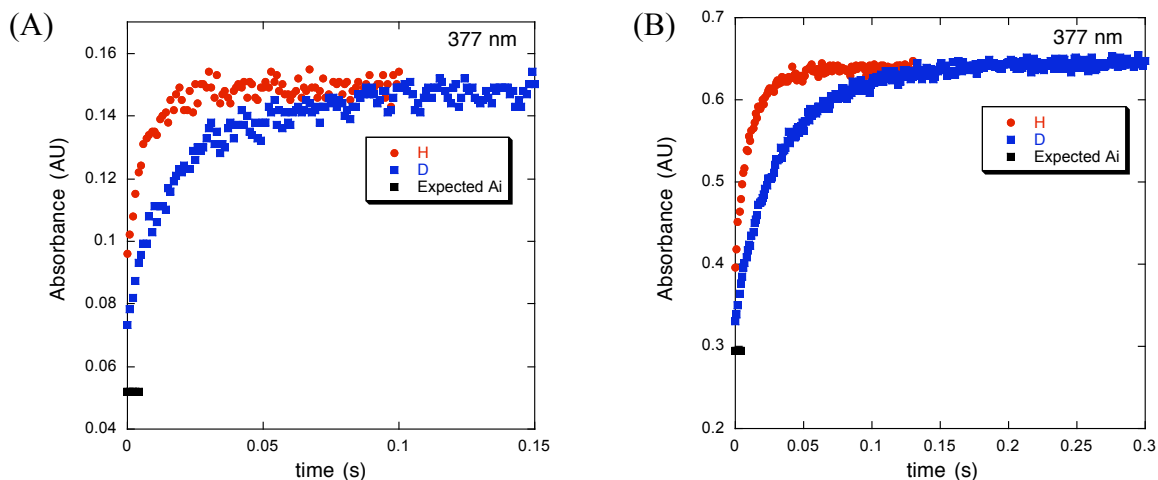 (A)
377 nm
0.16
0.14
0.12
0.1
0.08
0.06
0.04
Absorbance (AU)
H
D
Expected Ai
0
0.05
0.1
0.15
time (s)
(B)
377 nm
0.7
0.6
0.5
0.4
0.3
0.2
Absorbance (AU)
H
D
Expected Ai
0
0.05
0.1
0.15
0.2
0.25
0.3
time (s)